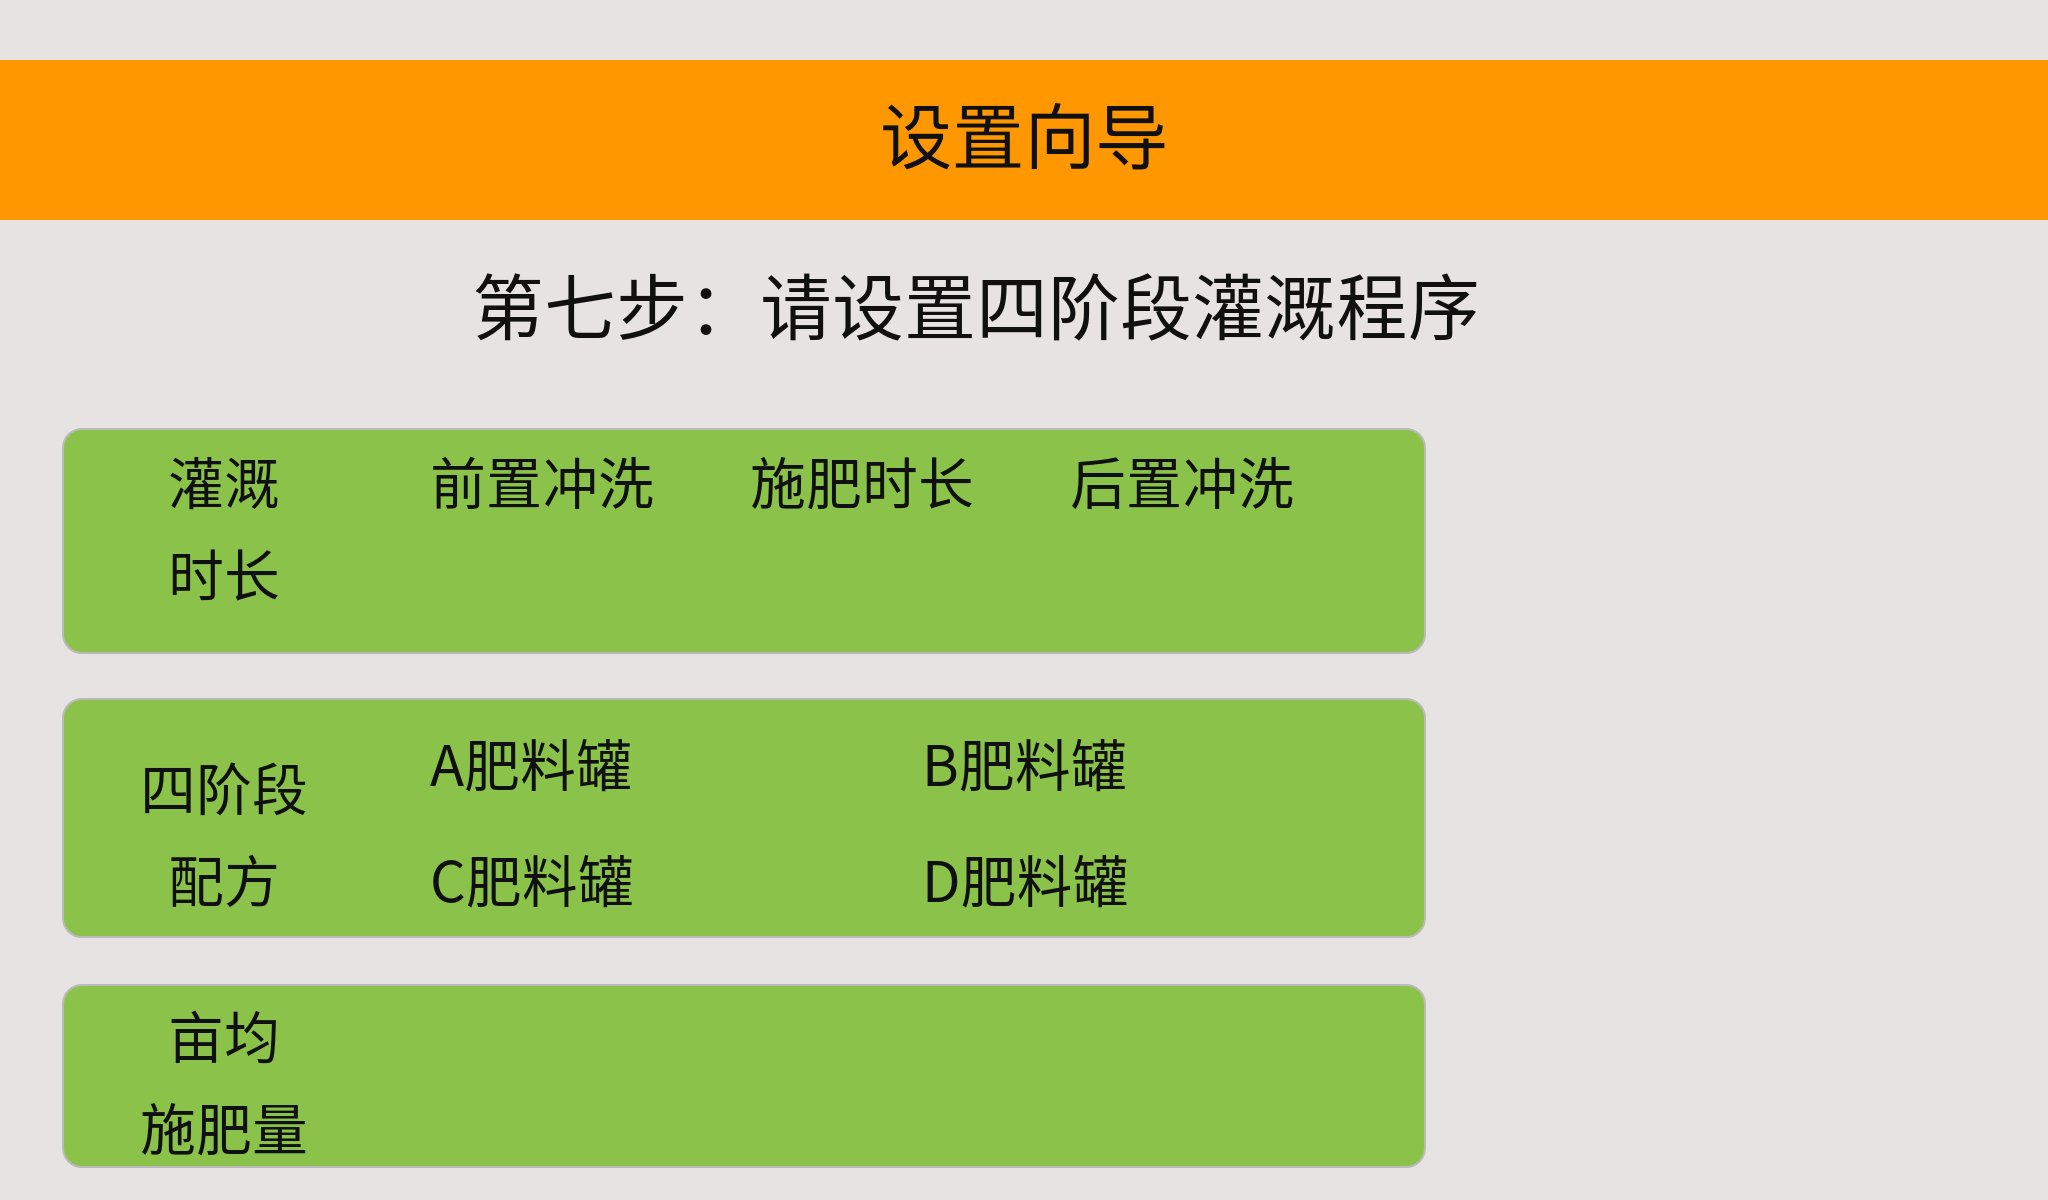 设置向导
第七步：请设置四阶段灌溉程序
灌溉
时长
前置冲洗
施肥时长
后置冲洗
四阶段
配方
A肥料罐
B肥料罐
C肥料罐
D肥料罐
亩均
施肥量